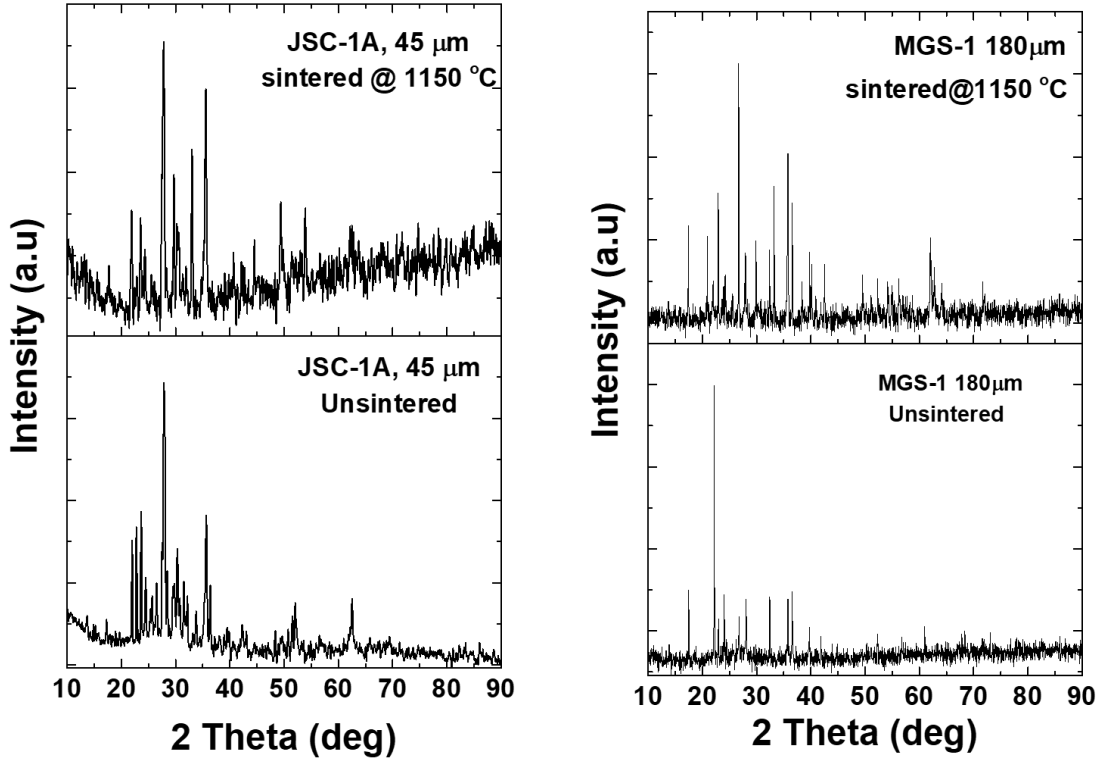 JSC-1A, 45 μm
sintered @ 1150 °C
JSC-1A, 45 μm
Unsintered
Intensity (a.u)
10 20 30 40 50 60 70 80 90
2 Theta (deg)
MGS-1 180μm
sintered@1150 °C
MGS-1 180μm
Unsintered
Intensity (a.u)
10 20 30 40 50 60 70 80 90
2 Theta (deg)